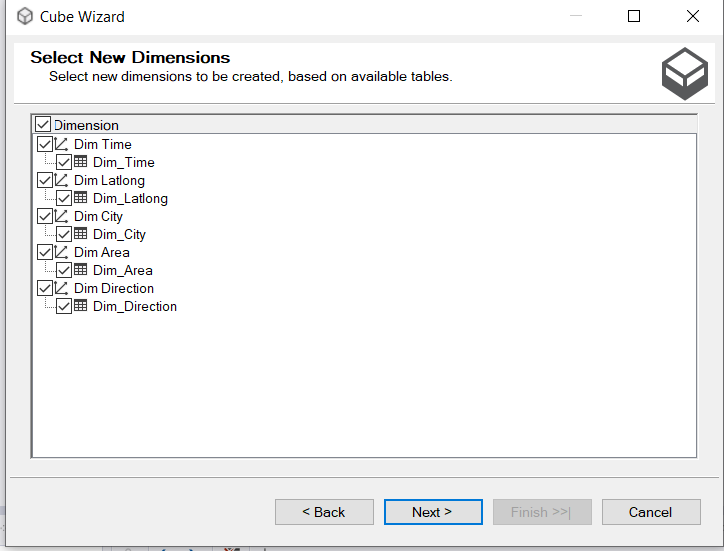 Cube Wizard
Select New Dimensions
Select new dimensions to be created, based on available tables.
Dimension
Dim Time
Dim_Time
Dim Latlong
Dim_Latlong
Dim City
Dim_City
Dim Area
Dim_Area
Dim Direction
Dim_Direction
< Back
Next >
Finish >>|
Cancel